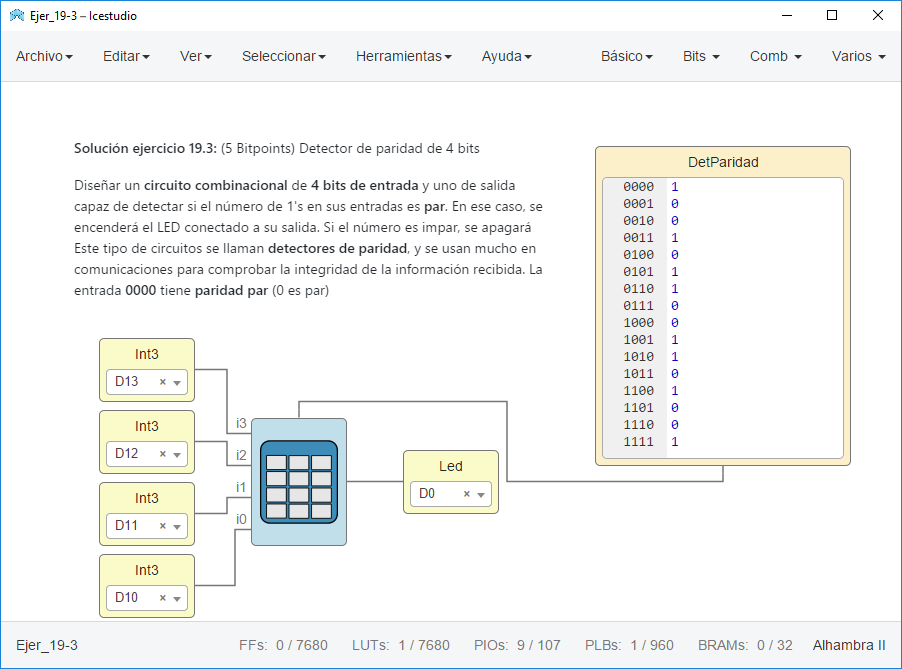 Ejer_19-3 – Icestudio
Archivo Editar Ver Seleccionar Herramientas Ayuda Básico Bits Comb Varios
Solución ejercicio 19.3: (5 Bitpoints) Detector de paridad de 4 bits
Diseñar un circuito combinacional de 4 bits de entrada y uno de salida
capaz de detectar si el número de 1's en sus entradas es par. En ese caso, se
encenderá el LED conectado a su salida. Si el número es impar, se apagará
Este tipo de circuitos se llaman detectores de paridad, y se usan mucho en
comunicaciones para comprobar la integridad de la información recibida. La
entrada 0000 tiene paridad par (0 es par)
DetParidad
0000 1
0001 0
0010 0
0011 1
0100 0
0101 1
0110 1
0111 0
1000 0
1001 1
1010 1
1011 0
1100 1
1101 0
1110 0
1111 1
Int3
D13 ×
Int3
D12 ×
Int3
D11 ×
Int3
D10 ×
i3
i2
i1
i0
Led
D0 ×
Ejer_19-3 FFs: 0 / 7680 LUTs: 1 / 7680 PIOs: 9 / 107 PLBs: 1 / 960 BRAMs: 0 / 32 Alhambra II